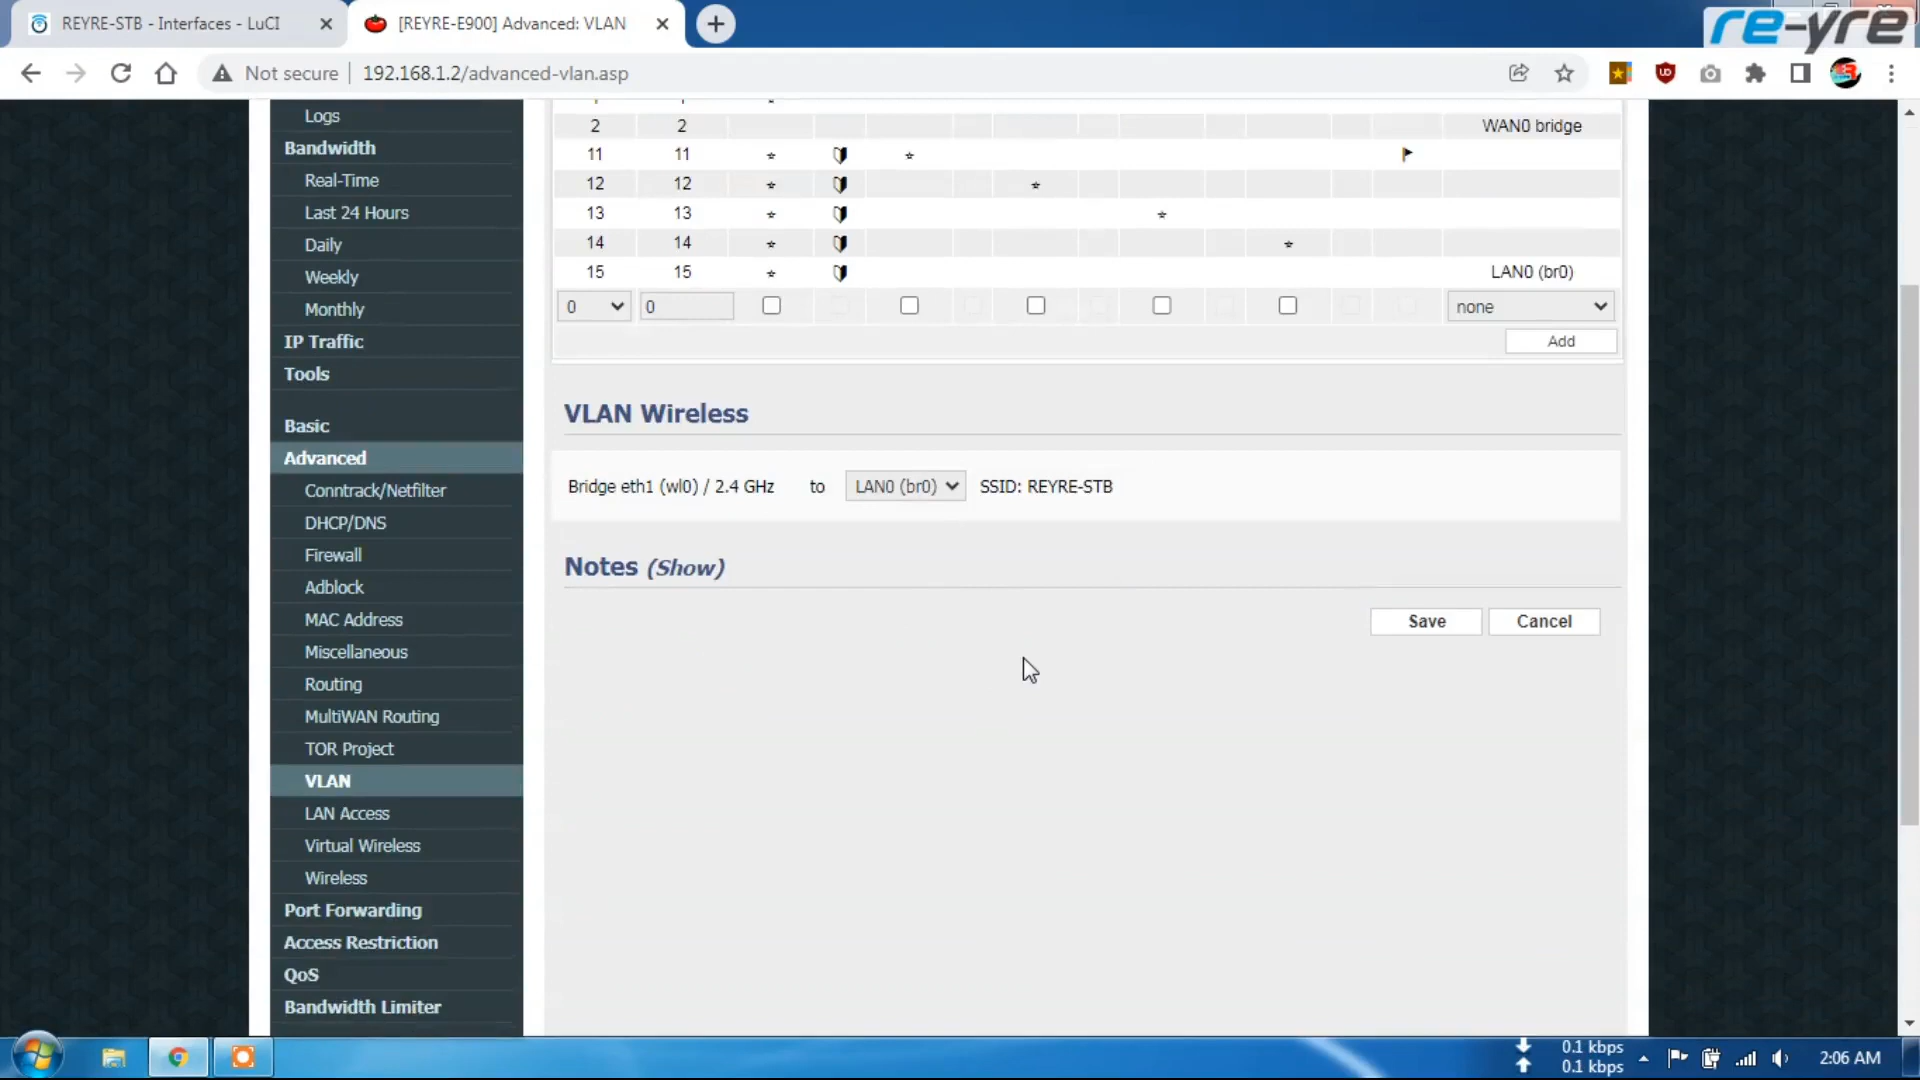 REYRE-STB - Interfaces - LuCI
[REYRE-E900] Advanced: VLAN
re-yre
Not secure
192.168.1.2/advanced-vlan.asp
Logs
Bandwidth
Real-Time
Last 24 Hours
Daily
Weekly
Monthly
IP Traffic
Tools
Basic
Advanced
Conntrack/Netfilter
DHCP/DNS
Firewall
Adblock
MAC Address
Miscellaneous
Routing
MultiWAN Routing
TOR Project
VLAN
LAN Access
Virtual Wireless
Wireless
Port Forwarding
Access Restriction
QoS
Bandwidth Limiter
2 2 WAN0 bridge
11 11 * *
12 12 * *
13 13 * *
14 14 * *
15 15 * LAN0 (br0)
0 0 none
Add
VLAN Wireless
Bridge eth1 (wl0) / 2.4 GHz to LAN0 (br0) SSID: REYRE-STB
Notes (Show)
Save Cancel
0.1 kbps
0.1 kbps
2:06 AM